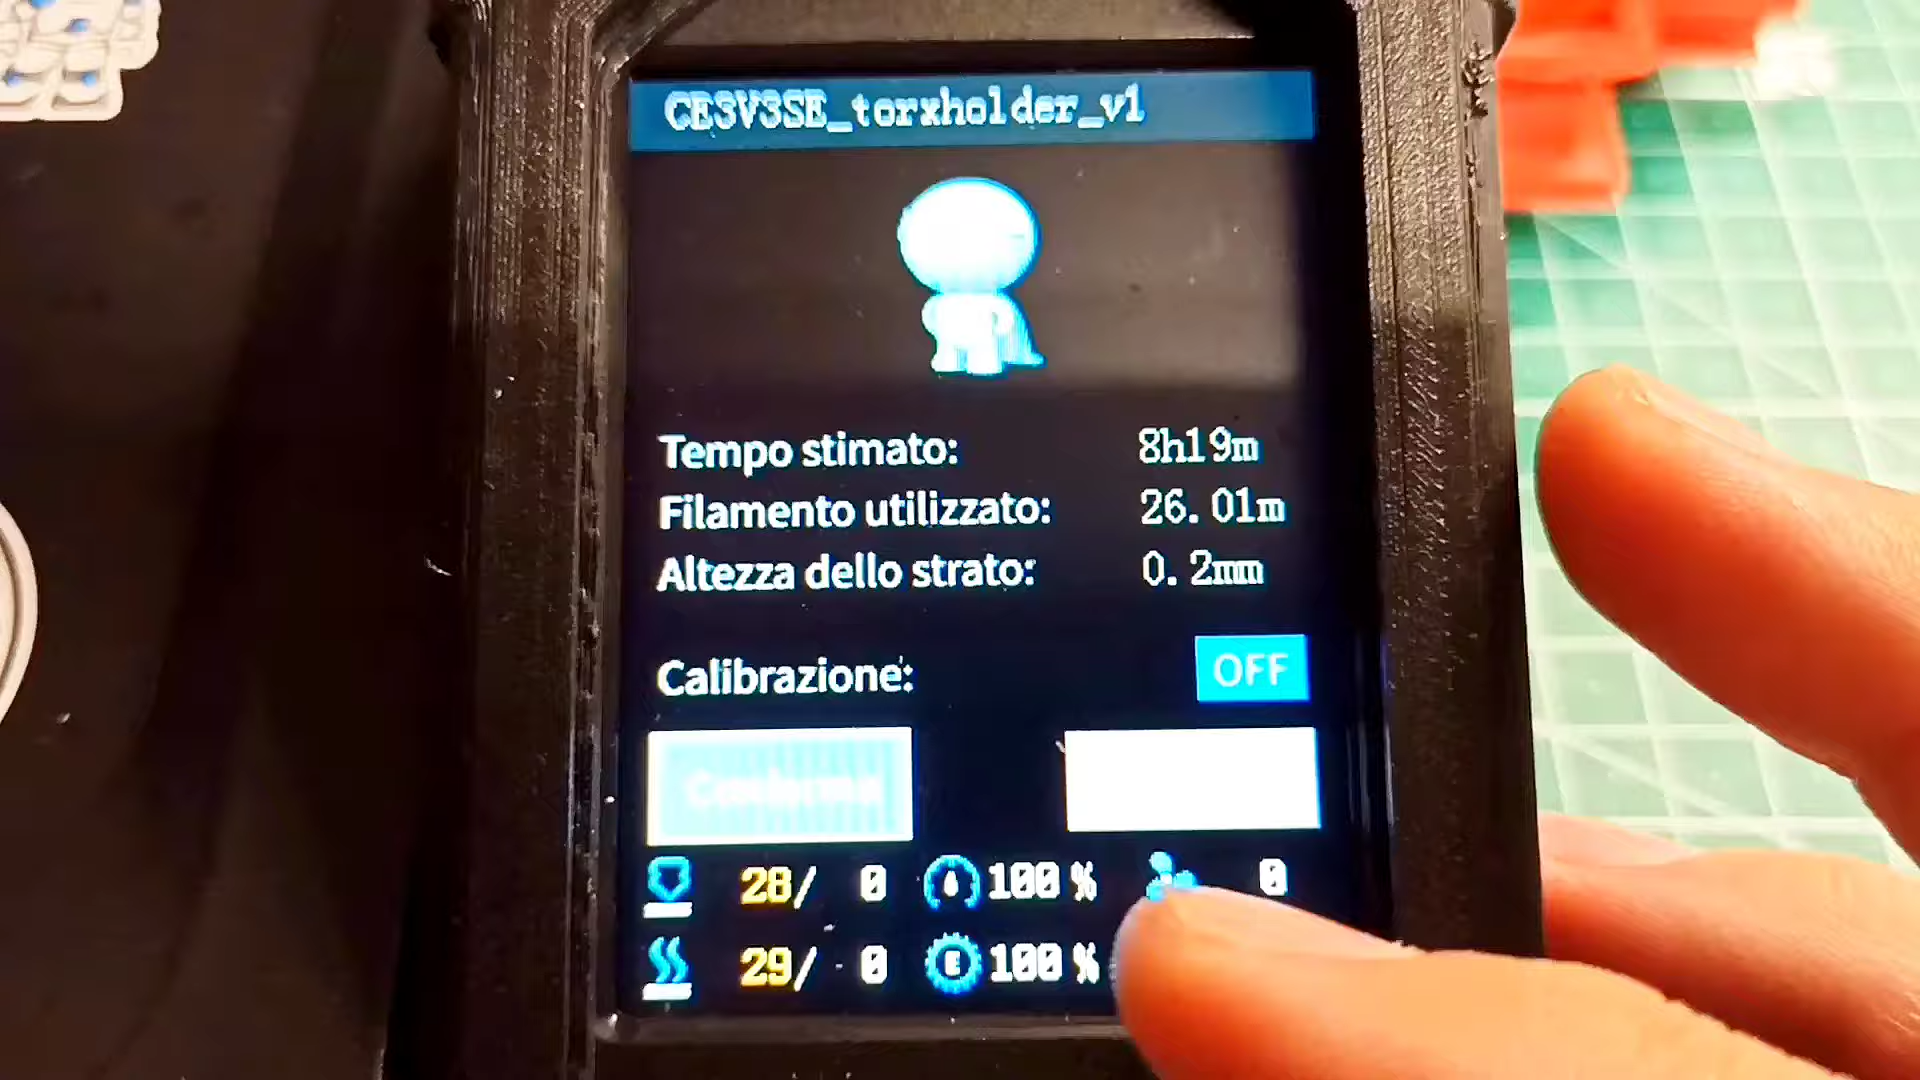 CE3V3SE_torxholder_v1
Tempo stimato: 8h19m
Filamento utilizzato: 26.01m
Altezza dello strato: 0.2mm
Calibrazione: OFF
Conferma
28/ 0 100% 0
29/ 0 E 100%